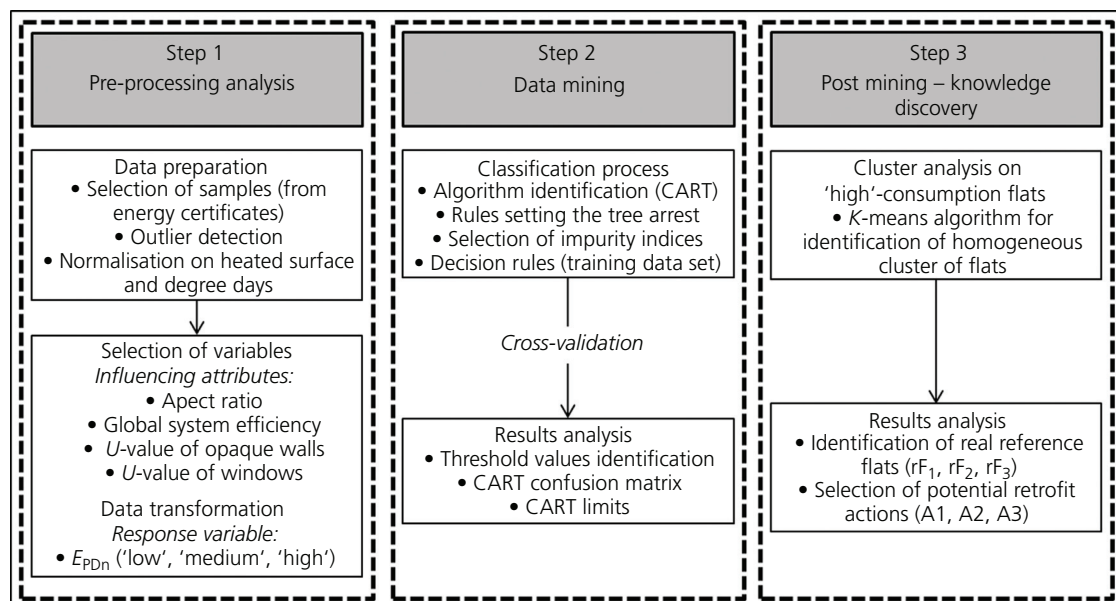 Step 1
Pre-processing analysis
Data preparation
• Selection of samples (from
energy certificates)
• Outlier detection
• Normalisation on heated surface
and degree days
Selection of variables
Influencing attributes:
• Apect ratio
• Global system efficiency
• U-value of opaque walls
• U-value of windows
Data transformation
Response variable:
• EPDn (‘low‘, ‘medium‘, ‘high‘)
Step 2
Data mining
Classification process
• Algorithm identification (CART)
• Rules setting the tree arrest
• Selection of impurity indices
• Decision rules (training data set)
Cross-validation
Results analysis
• Threshold values identification
• CART confusion matrix
• CART limits
Step 3
Post mining – knowledge
discovery
Cluster analysis on
‘high‘-consumption flats
• K-means algorithm for
identification of homogeneous
cluster of flats
Results analysis
• Identification of real reference
flats (rF1, rF2, rF3)
• Selection of potential retrofit
actions (A1, A2, A3)